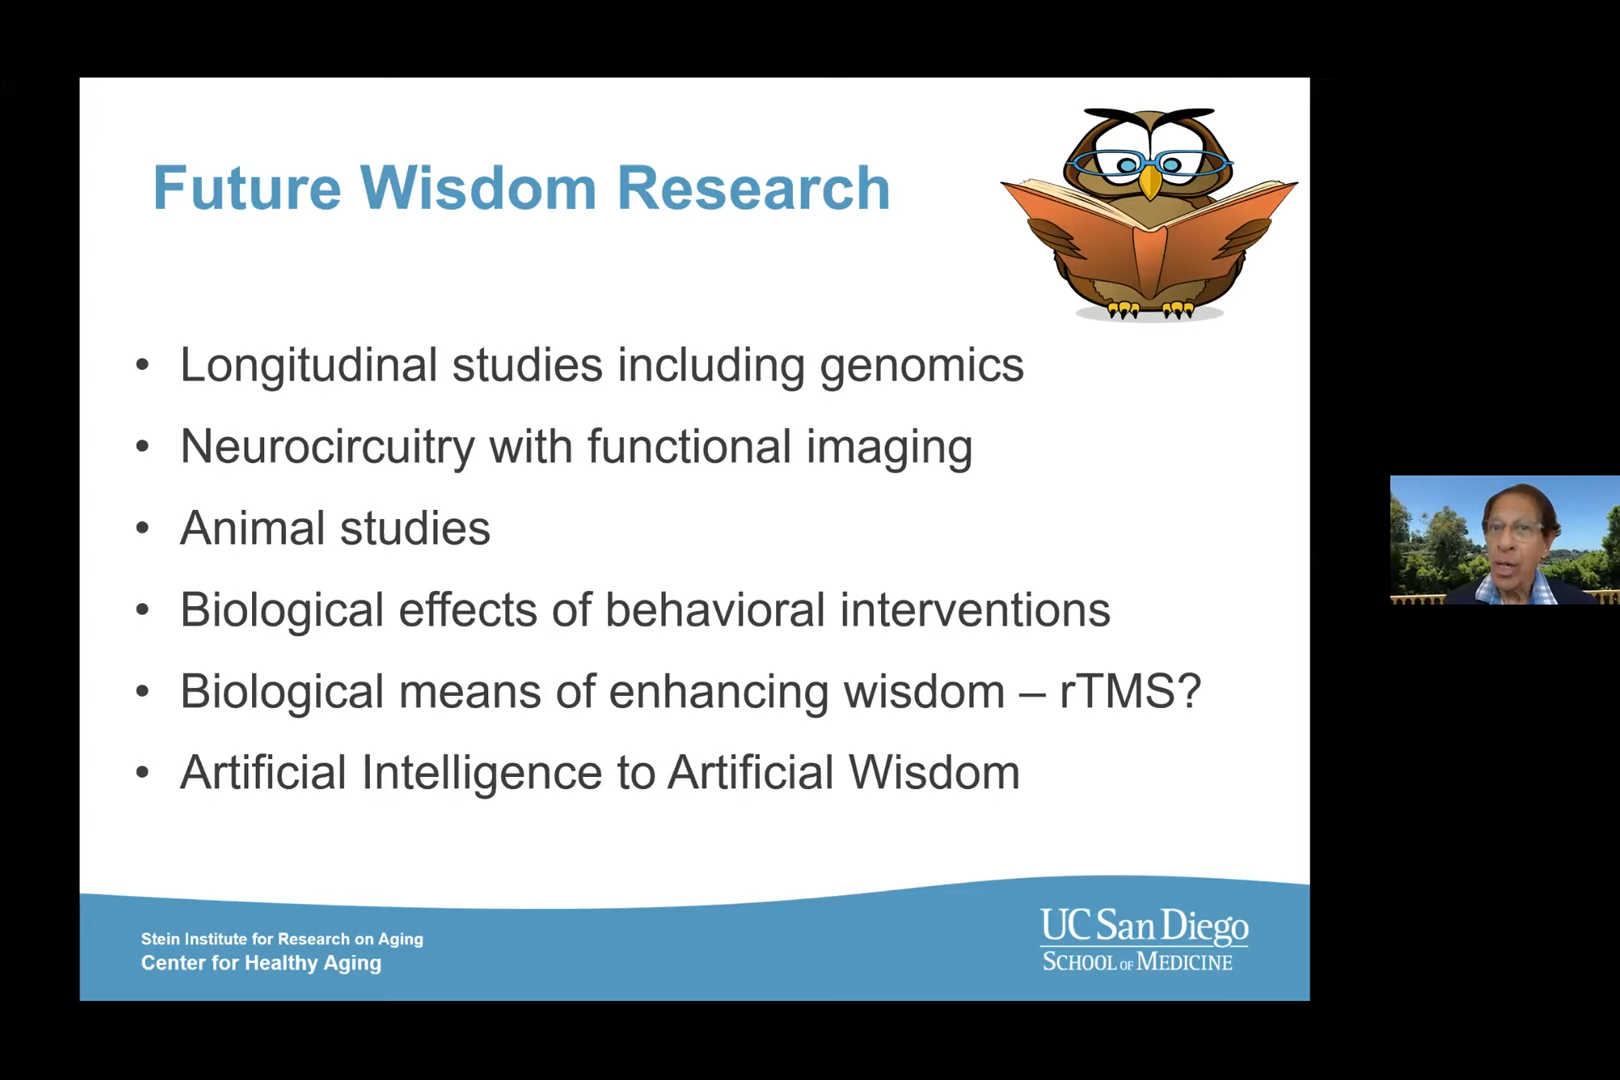 Future Wisdom Research
• Longitudinal studies including genomics
• Neurocircuitry with functional imaging
• Animal studies
• Biological effects of behavioral interventions
• Biological means of enhancing wisdom – rTMS?
• Artificial Intelligence to Artificial Wisdom
Stein Institute for Research on Aging
Center for Healthy Aging
UC San Diego
SCHOOL OF MEDICINE